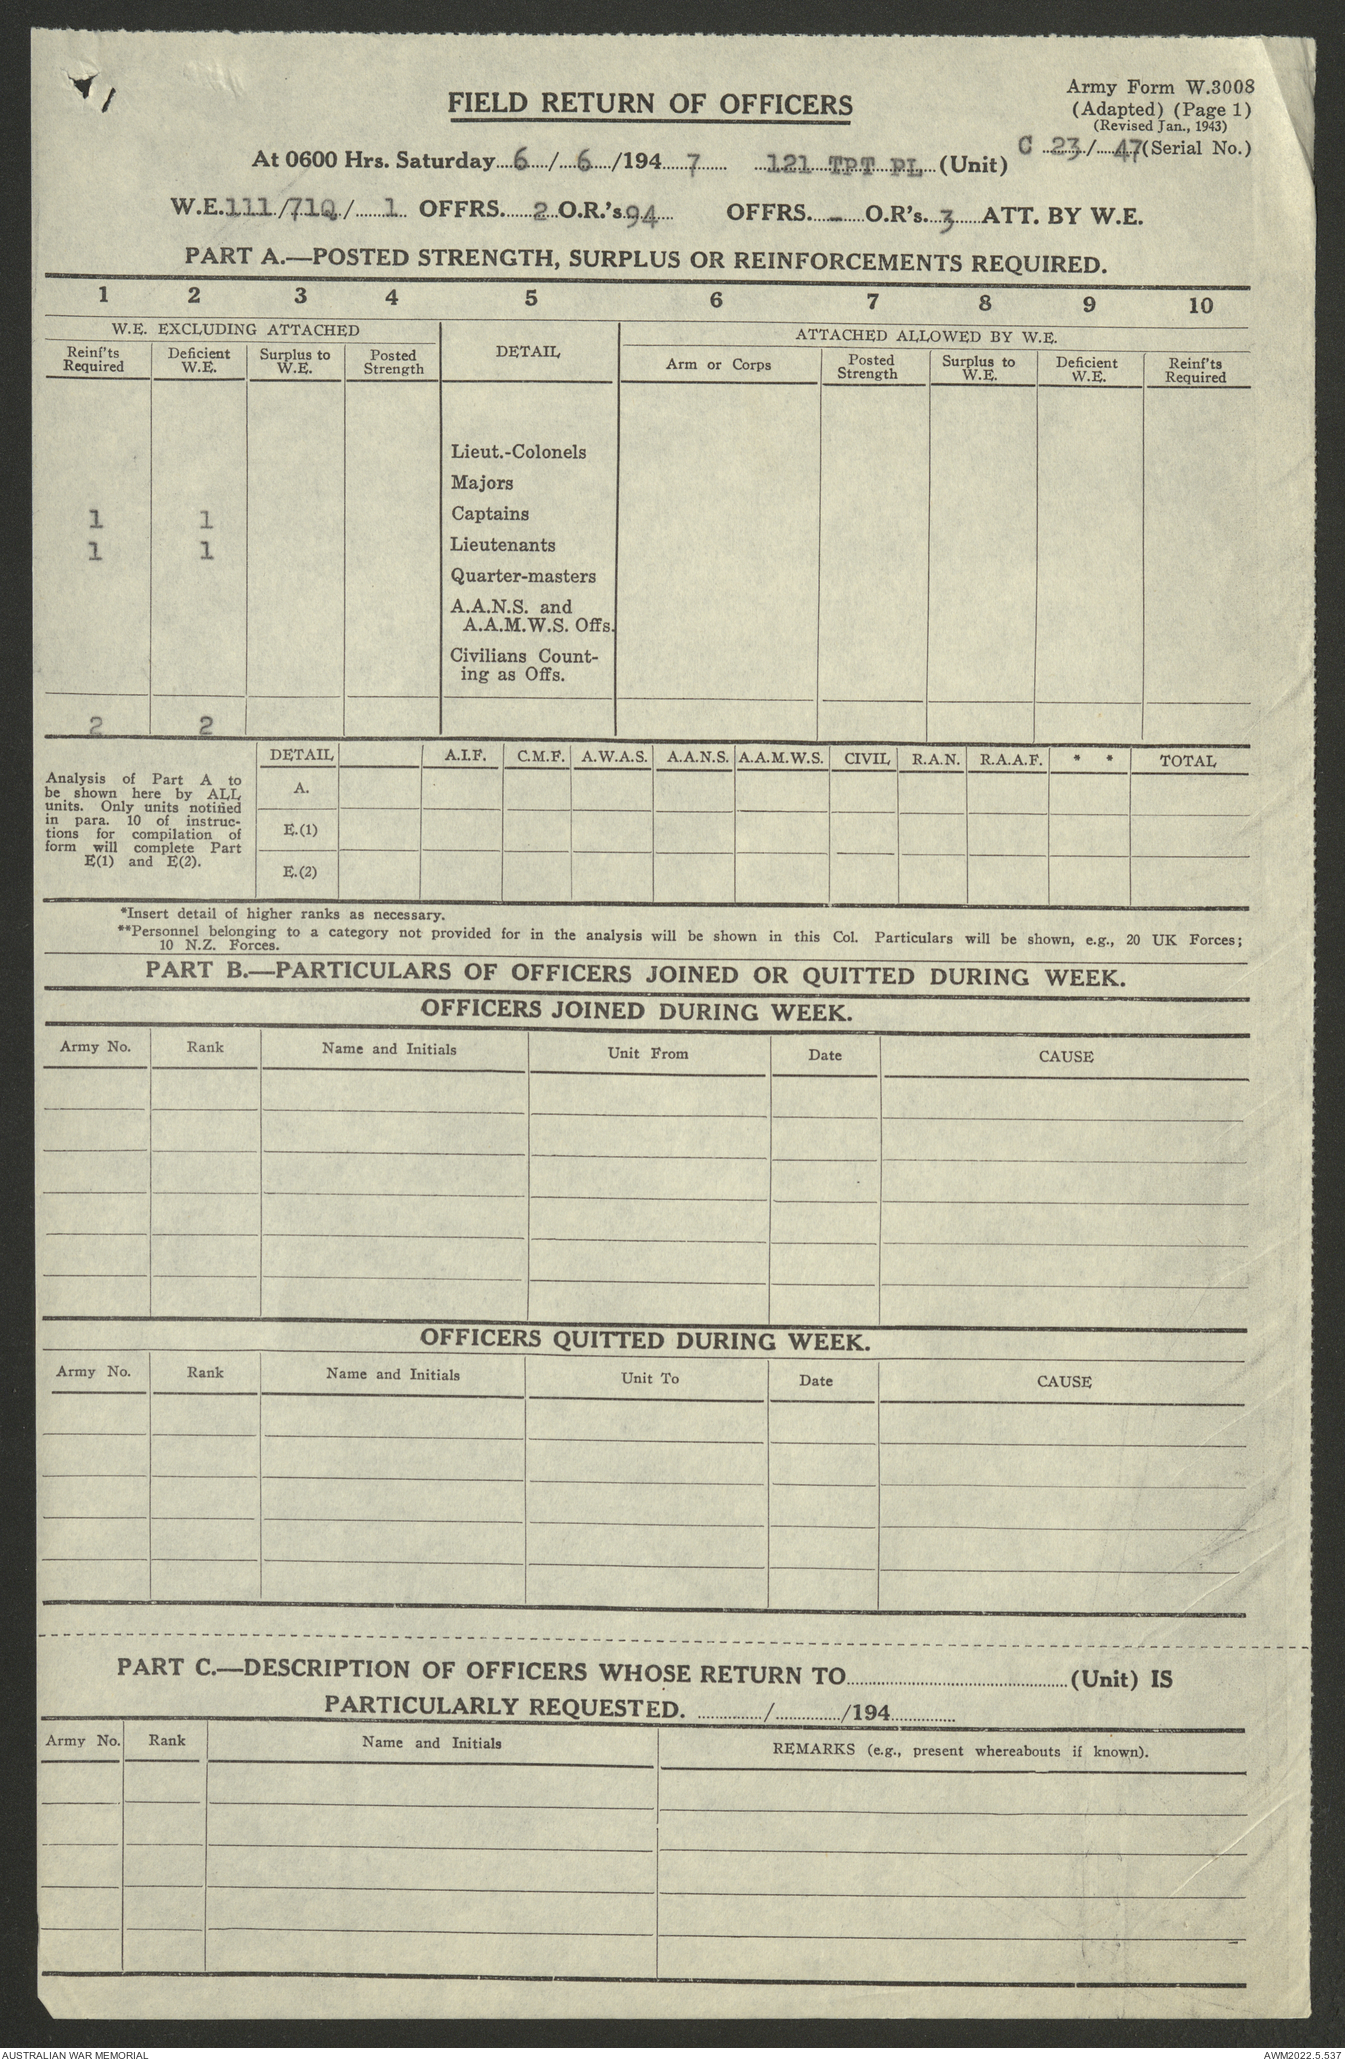 Army Form W.3008
FIELD RETURN OF OFFICERS
(Adapted) (Page 1)
(Revised Jan., 1943)
At 0600 Hrs. Saturday....6..../....6..../194....7...... ...121 TPT PL...(Unit)
C ..23../....47(Serial No.)
W.E.111./71Q./......1.. OFFRS......2..O.R.'s.94.... OFFRS....-....O.R's...3.....ATT. BY W.E.
PART A.—POSTED STRENGTH, SURPLUS OR REINFORCEMENTS REQUIRED.
1 2 3 4 5 6 7 8 9 10
W.E. EXCLUDING ATTACHED DETAIL ATTACHED ALLOWED BY W.E.
Reinf'ts Required Deficient W.E. Surplus to W.E. Posted Strength Arm or Corps Posted Strength Surplus to W.E. Deficient W.E. Reinf'ts Required
Lieut.-Colonels
Majors
1 1 Captains
1 1 Lieutenants
Quarter-masters
A.A.N.S. and
A.A.M.W.S. Offs.
Civilians Count-
ing as Offs.
2 2
DETAIL A.I.F. C.M.F. A.W.A.S. A.A.N.S. A.A.M.W.S. CIVIL R.A.N. R.A.A.F. * * TOTAL
Analysis of Part A to
be shown here by ALL
units. Only units notified
in para. 10 of instruc-
tions for compilation of
form will complete Part
E(1) and E(2).
A.
E.(1)
E.(2)
*Insert detail of higher ranks as necessary.
**Personnel belonging to a category not provided for in the analysis will be shown in this Col. Particulars will be shown, e.g., 20 UK Forces;
10 N.Z. Forces.
PART B.—PARTICULARS OF OFFICERS JOINED OR QUITTED DURING WEEK.
OFFICERS JOINED DURING WEEK.
Army No. Rank Name and Initials Unit From Date CAUSE
OFFICERS QUITTED DURING WEEK.
Army No. Rank Name and Initials Unit To Date CAUSE
PART C.—DESCRIPTION OF OFFICERS WHOSE RETURN TO..............................(Unit) IS
PARTICULARLY REQUESTED. ............../............../194..............
Army No. Rank Name and Initials REMARKS (e.g., present whereabouts if known).
AUSTRALIAN WAR MEMORIAL AWM2022.5.537